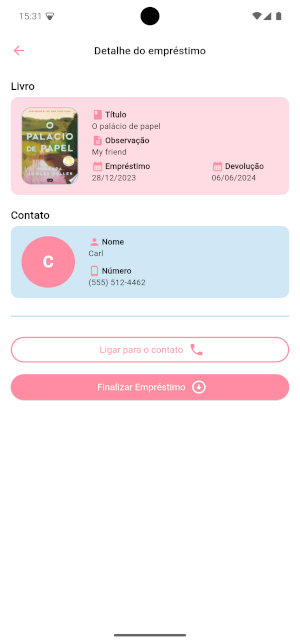 15:31
Detalhe do empréstimo
Livro
O
PALÁCIO
DE PAPEL
Título
O palácio de papel
Observação
My friend
Empréstimo
28/12/2023
Devolução
06/06/2024
Contato
C
Nome
Carl
Número
(555) 512-4462
Ligar para o contato
Finalizar Empréstimo